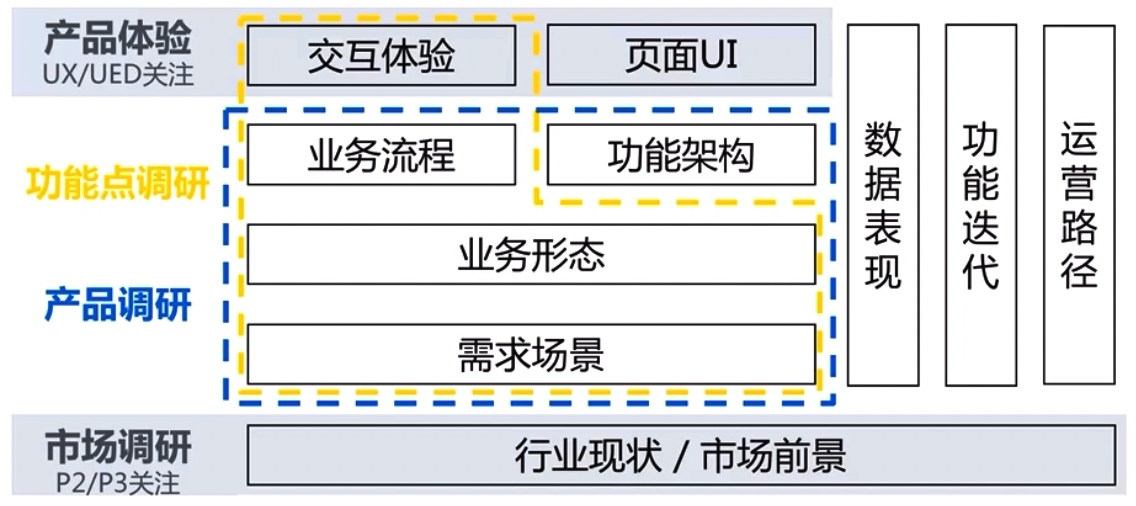 产品体验
UX/UED关注
交互体验
页面UI
功能点调研
业务流程
功能架构
业务形态
产品调研
需求场景
数据表现
功能迭代
运营路径
市场调研
P2/P3关注
行业现状 / 市场前景